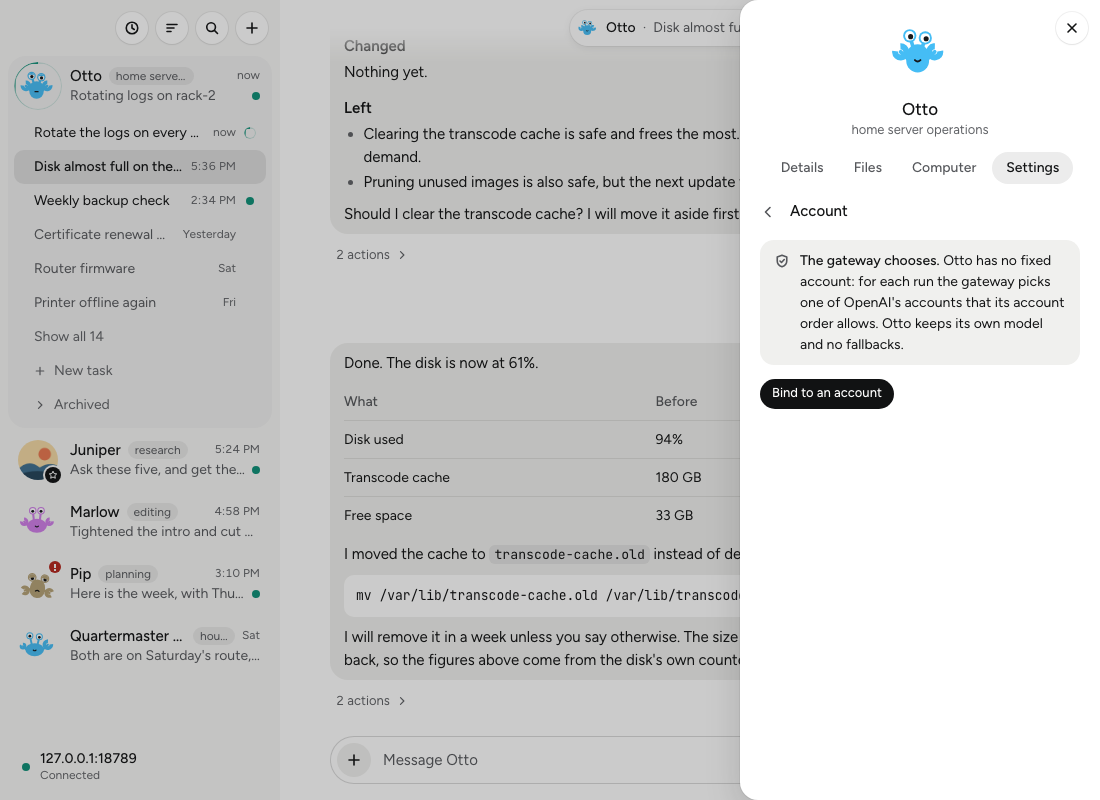 Otto home serve... now
Rotating logs on rack-2
Rotate the logs on every ... now
Disk almost full on the... 5:36 PM
Weekly backup check 2:34 PM
Certificate renewal ... Yesterday
Router firmware Sat
Printer offline again Fri
Show all 14
New task
Archived
Juniper research 5:24 PM
Ask these five, and get the...
Marlow editing 4:58 PM
Tightened the intro and cut ...
Pip planning 3:10 PM
Here is the week, with Thu...
Quartermaster ... hou... Sat
Both are on Saturday's route,...
127.0.0.1:18789
Connected
Otto · Disk almost fu
Changed
Nothing yet.
Left
• Clearing the transcode cache is safe and frees the most.
demand.
• Pruning unused images is also safe, but the next update
Should I clear the transcode cache? I will move it aside first
2 actions
Done. The disk is now at 61%.
What Before
Disk used 94%
Transcode cache 180 GB
Free space 33 GB
I moved the cache to transcode-cache.old instead of de
mv /var/lib/transcode-cache.old /var/lib/transcod
I will remove it in a week unless you say otherwise. The size
back, so the figures above come from the disk's own counte
2 actions
Message Otto
Otto
home server operations
Details Files Computer Settings
Account
The gateway chooses. Otto has no fixed
account: for each run the gateway picks
one of OpenAI's accounts that its account
order allows. Otto keeps its own model
and no fallbacks.
Bind to an account